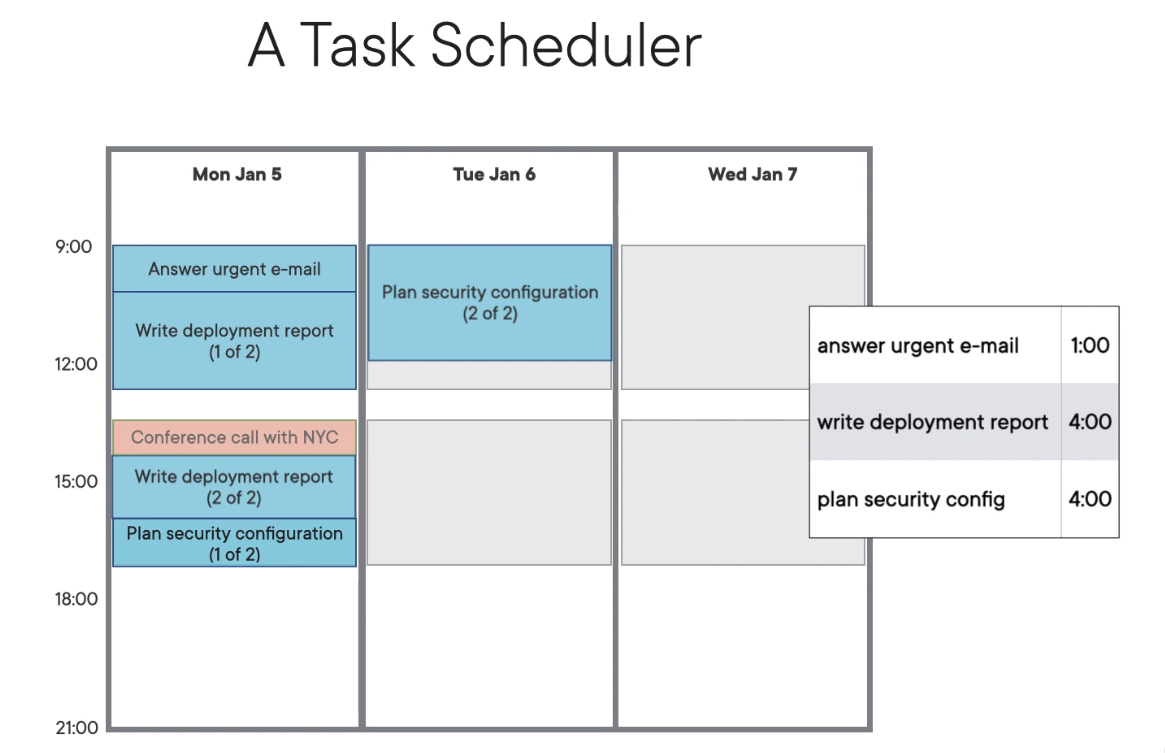 A Task Scheduler
Mon Jan 5
Tue Jan 6
Wed Jan 7
9:00
12:00
15:00
18:00
21:00
Answer urgent e-mail
Write deployment report
(1 of 2)
Conference call with NYC
Write deployment report
(2 of 2)
Plan security configuration
(1 of 2)
Plan security configuration
(2 of 2)
answer urgent e-mail 1:00
write deployment report 4:00
plan security config 4:00